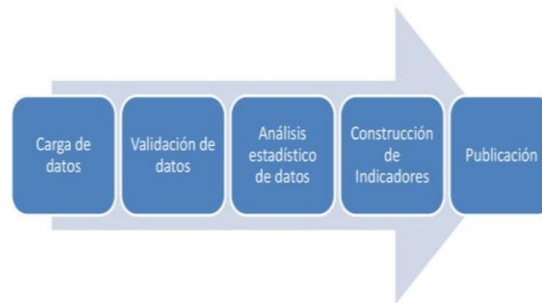 Carga de
datos
Validación de
datos
Análisis
estadístico
de datos
Construcción
de
Indicadores
Publicación